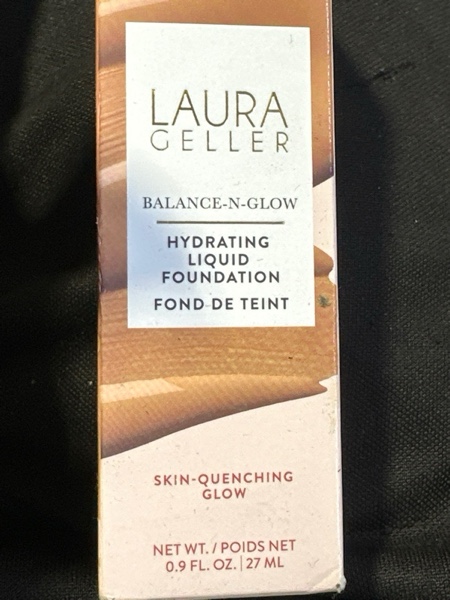 LAURA
GELLER
BALANCE-N-GLOW
HYDRATING
LIQUID
FOUNDATION
FOND DE TEINT
SKIN-QUENCHING
GLOW
NET WT. / POIDS NET
0.9 FL. OZ. | 27 ML